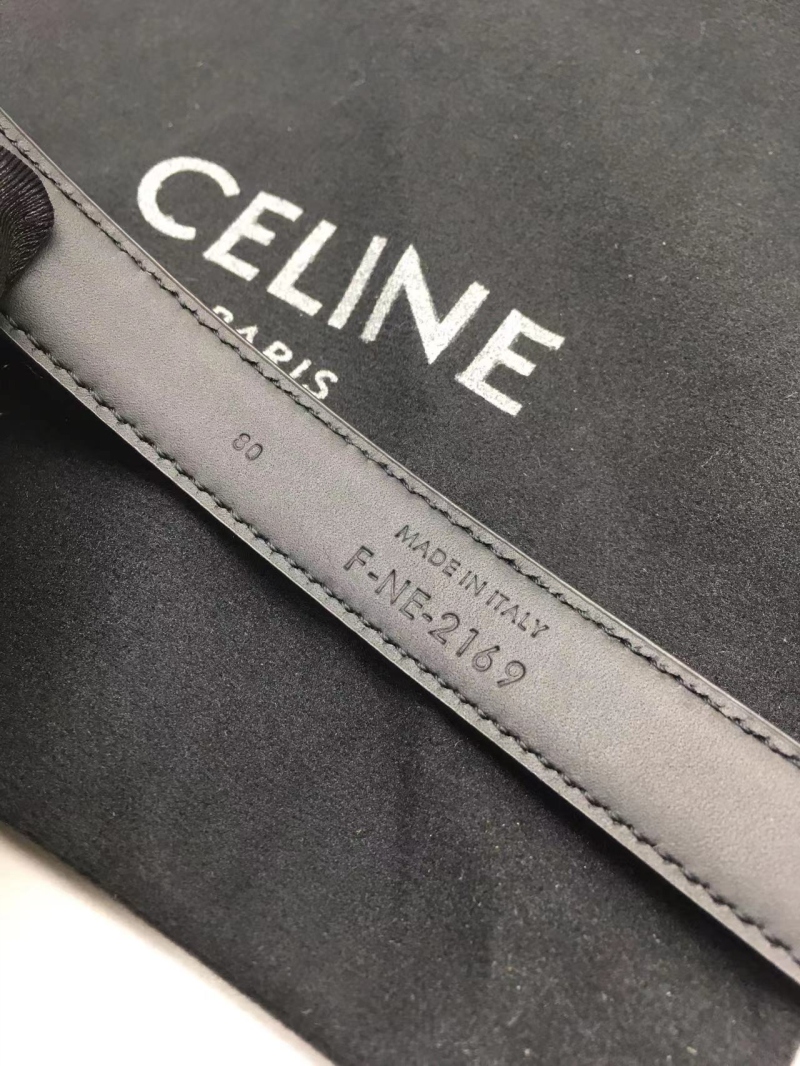 CELINE
PARIS
80
MADE IN ITALY
F-NE-2169